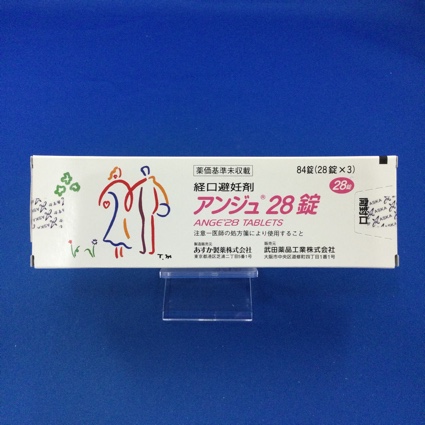 薬価基準未収載
84錠(28錠×3)
経口避妊剤
28錠
アンジュ®28錠
ANGE®28 TABLETS
注意－医師の処方箋により使用すること
製造販売元
あすか製薬株式会社
東京都港区芝浦二丁目5番1号
販売元
武田薬品工業株式会社
大阪市中央区道修町四丁目1番1号
開封口
ASKA
T.M